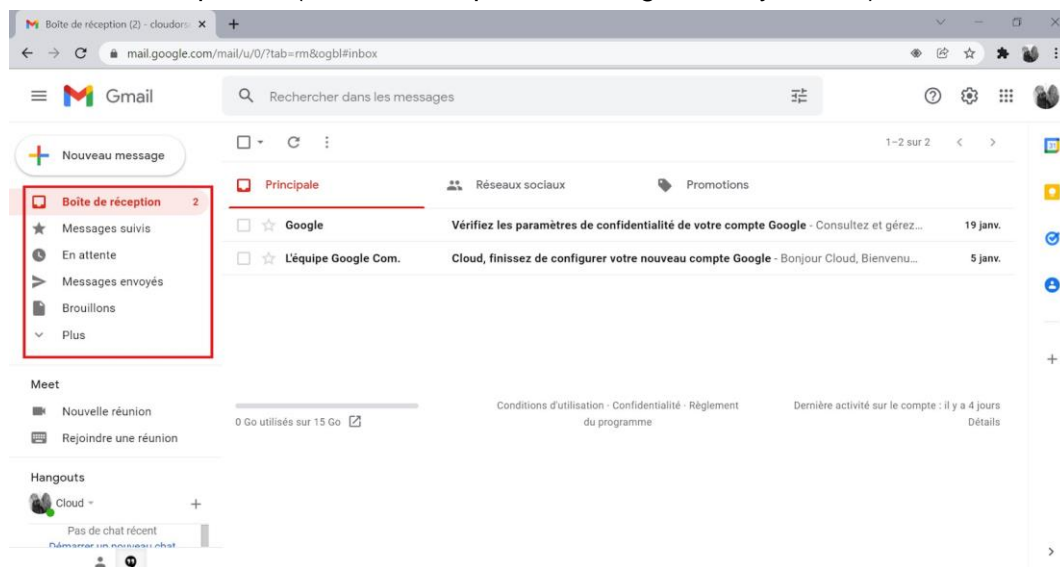 Boîte de réception (2) - cloudors
mail.google.com/mail/u/0/?tab=rm&ogbl#inbox
Gmail
Rechercher dans les messages
Nouveau message
1–2 sur 2
Boîte de réception 2
Messages suivis
En attente
Messages envoyés
Brouillons
Plus
Principale
Réseaux sociaux
Promotions
Google Vérifiez les paramètres de confidentialité de votre compte Google - Consultez et gérez... 19 janv.
L'équipe Google Com. Cloud, finissez de configurer votre nouveau compte Google - Bonjour Cloud, Bienvenu... 5 janv.
Meet
Nouvelle réunion
Rejoindre une réunion
0 Go utilisés sur 15 Go
Conditions d'utilisation · Confidentialité · Règlement
du programme
Dernière activité sur le compte : il y a 4 jours
Détails
Hangouts
Cloud
Pas de chat récent
Démarrer un nouveau chat